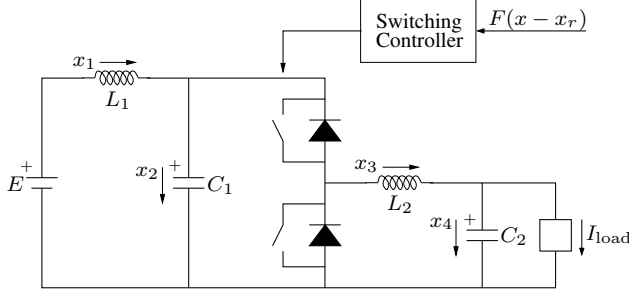 Switching
Controller
F(x − x_r)
x_1
L_1
E
+
x_2
+
C_1
x_3
L_2
x_4
+
C_2
I_load